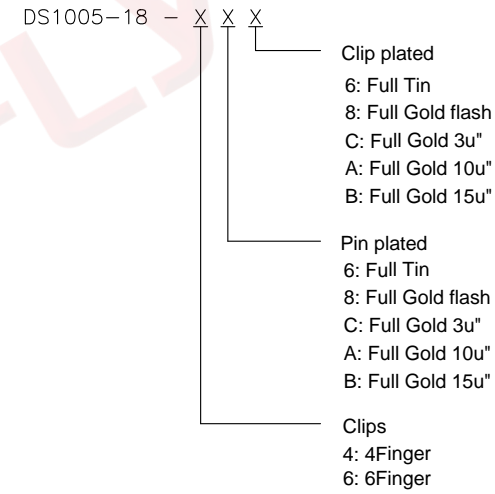 DS1005-18 - X X X
Clip plated
6: Full Tin
8: Full Gold flash
C: Full Gold 3u"
A: Full Gold 10u"
B: Full Gold 15u"
Pin plated
6: Full Tin
8: Full Gold flash
C: Full Gold 3u"
A: Full Gold 10u"
B: Full Gold 15u"
Clips
4: 4Finger
6: 6Finger